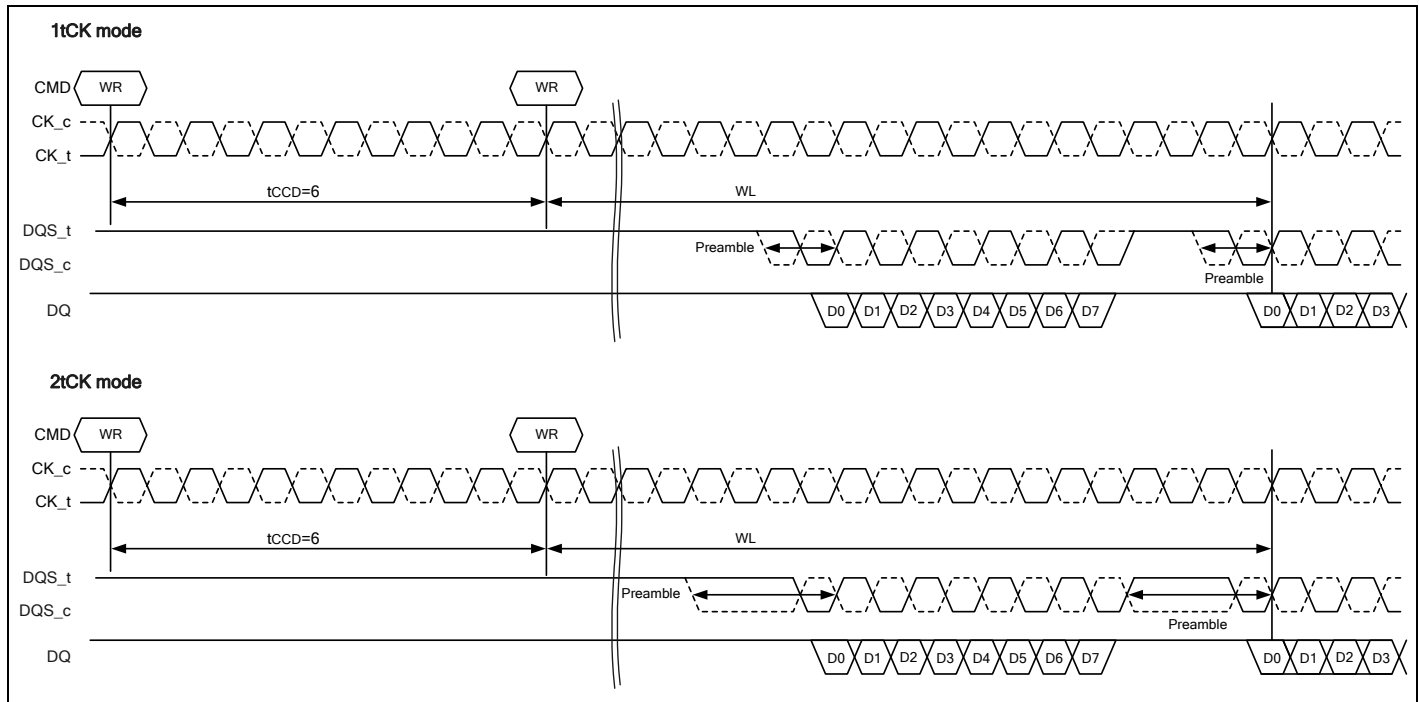 1tCK mode
CMD WR WR
CK_c
CK_t
tCCD=6 WL
DQS_t
Preamble
DQS_c
Preamble
DQ D0 D1 D2 D3 D4 D5 D6 D7 D0 D1 D2 D3
2tCK mode
CMD WR WR
CK_c
CK_t
tCCD=6 WL
DQS_t
Preamble
DQS_c
Preamble
DQ D0 D1 D2 D3 D4 D5 D6 D7 D0 D1 D2 D3